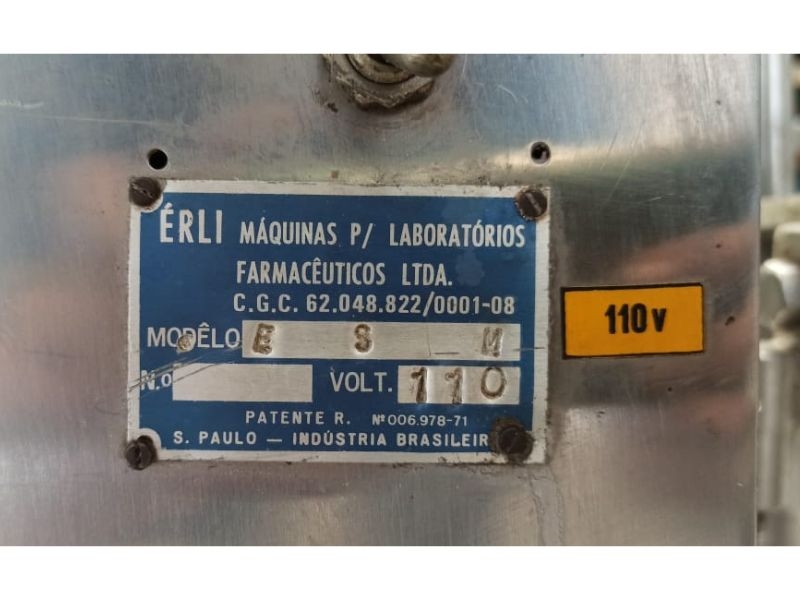 ÉRLI MÁQUINAS P/ LABORATÓRIOS
FARMACÊUTICOS LTDA.
C.G.C. 62.048.822/0001-08
MODÊLO E S M
N.o VOLT. 110
PATENTE R. Nº 006.978-71
S. PAULO — INDÚSTRIA BRASILEIR
110 v